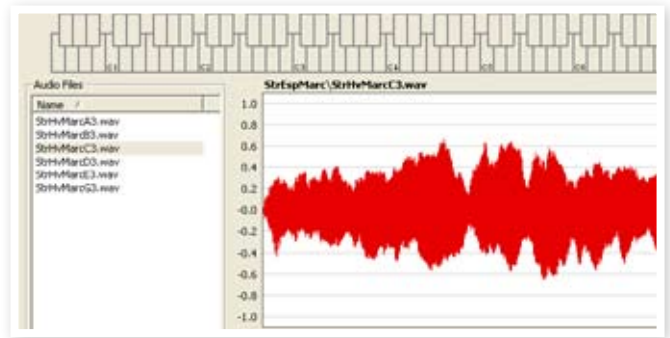 C1 C2 C3 C4 C5 C6
Audio Files
Name /
StrHvMarcA3.wav
StrHvMarcB3.wav
StrHvMarcC3.wav
StrHvMarcD3.wav
StrHvMarcE3.wav
StrHvMarcG3.wav
StrEspMarc\StrHvMarcC3.wav
1.0
0.8
0.6
0.4
0.2
-0.0
-0.2
-0.4
-0.6
-0.8
-1.0